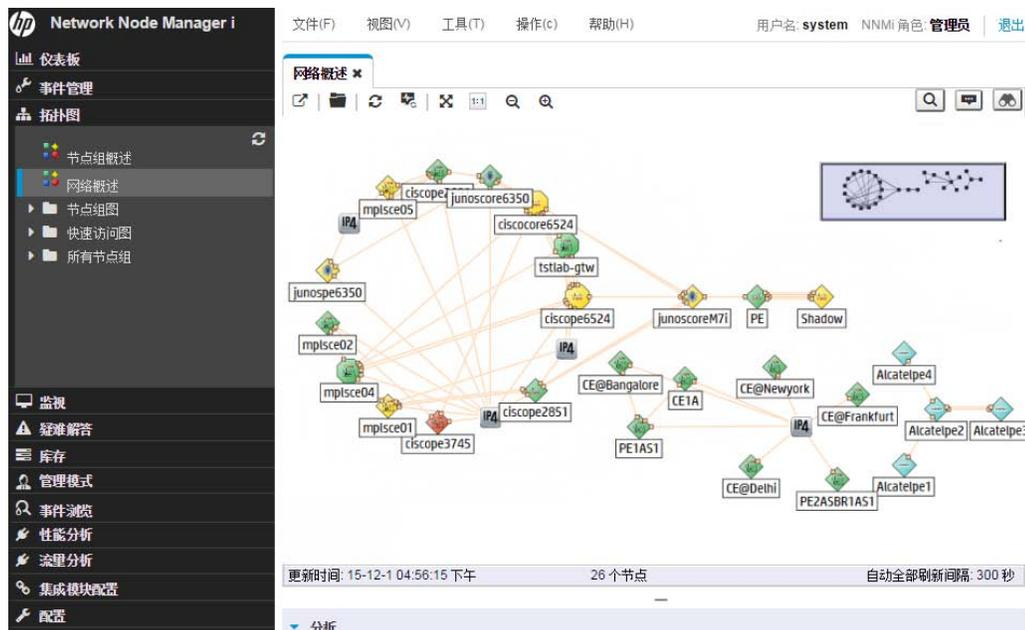 hp Network Node Manager i
文件(F) 视图(V) 工具(T) 操作(c) 帮助(H) 用户名: system NNMi 角色: 管理员 退出
仪表板
事件管理
拓扑图
节点组概述
网络概述
节点组图
快速访问图
所有节点组
监视
疑难解答
库存
管理模式
事件浏览
性能分析
流量分析
集成模块配置
配置
网络概述
1:1
junoscore6350
mplsce05
ciscocore6524
IP4
tstlab-gtw
junospe6350
ciscope6524
junoscoreM7i
PE
Shadow
mplsce02
IP4
mplsce04
CE@Bangalore
CE1A
CE@Newyork
Alcatelpe4
mplsce01
IP4
ciscope2851
CE@Frankfurt
ciscope3745
IP4
Alcatelpe2
PE1AS1
CE@Delhi
PE2ASBR1AS1
Alcatelpe1
更新时间: 15-12-1 04:56:15 下午 26 个节点 自动全部刷新间隔: 300 秒
分析